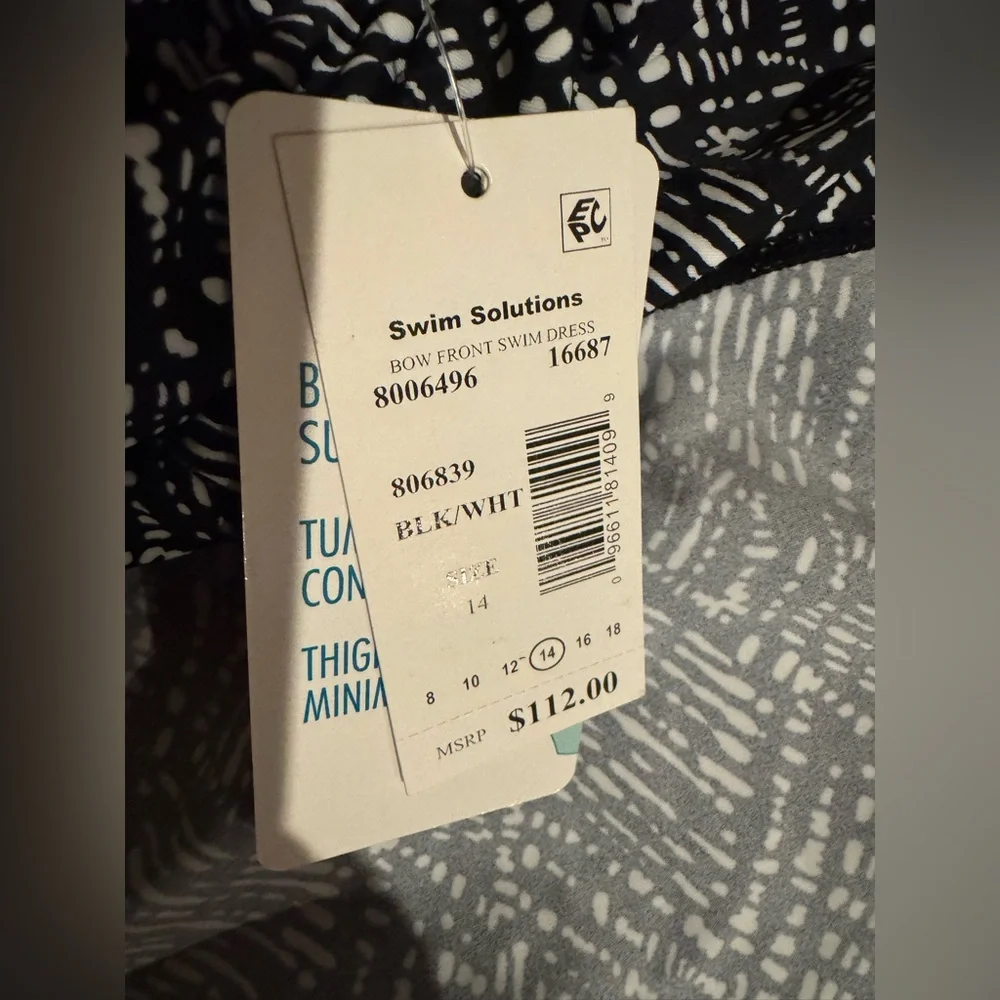 EPC
Swim Solutions
BOW FRONT SWIM DRESS
8006496 16687
806839
BLK/WHT
SIZE
14
0 96611 81409 9
8 10 12 14 16 18
MSRP $112.00
B
SU
TU
CON
THIG
MINI